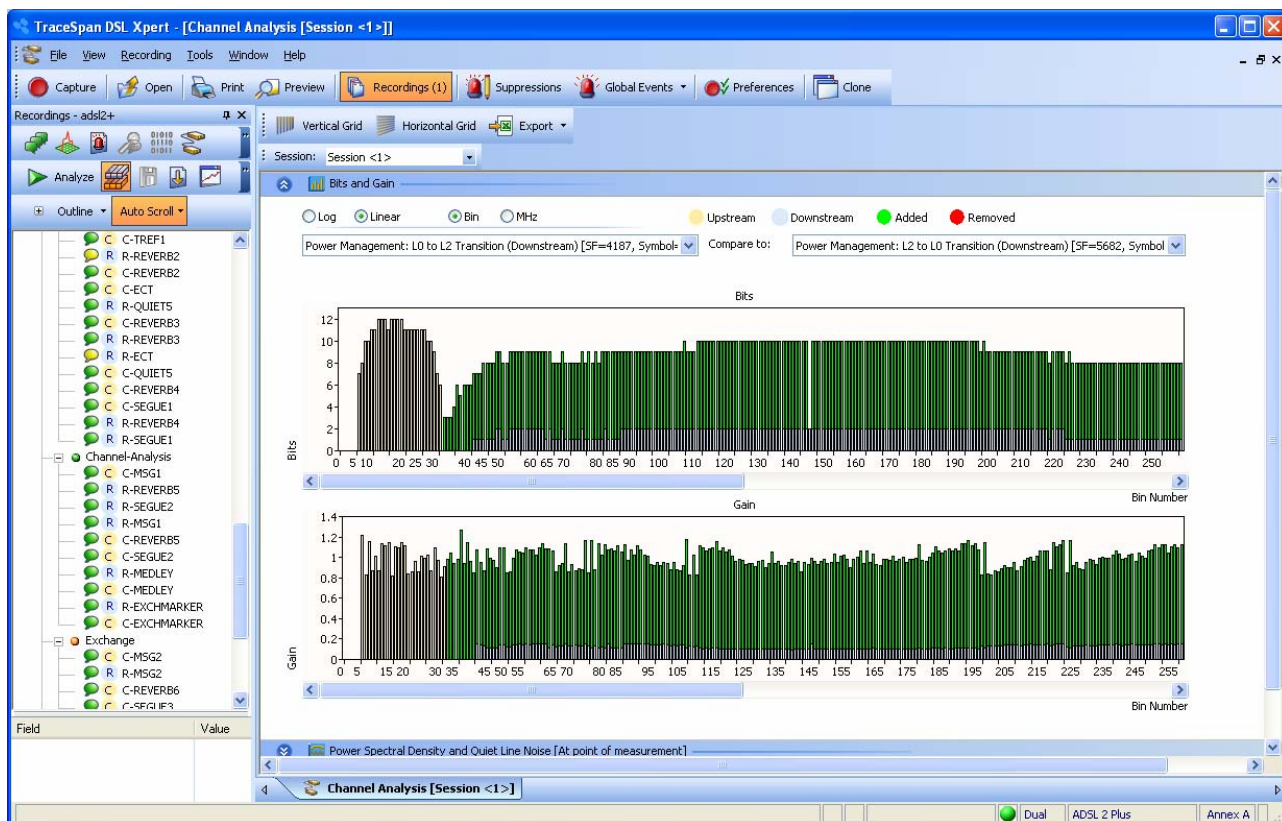 TraceSpan DSL Xpert - [Channel Analysis [Session <1>]]
File View Recording Tools Window Help
Capture Open Print Preview Recordings (1) Suppressions Global Events Preferences Clone
Recordings - adsl2+
Vertical Grid Horizontal Grid Export
Session: Session <1>
Analyze
Outline Auto Scroll
C C-TREF1
R R-REVERB2
C C-REVERB2
C C-ECT
R R-QUIET5
C C-REVERB3
R R-REVERB3
R R-ECT
C C-QUIET5
C C-REVERB4
C C-SEGUE1
R R-REVERB4
R R-SEGUE1
Channel-Analysis
C C-MSG1
R R-REVERB5
R R-SEGUE2
R R-MSG1
C C-REVERB5
C C-SEGUE2
R R-MEDLEY
C C-MEDLEY
R R-EXCHMARKER
C C-EXCHMARKER
Exchange
C C-MSG2
R R-MSG2
C C-REVERB6
C C-SEGUE3
Field Value
Bits and Gain
Log Linear Bin MHz Upstream Downstream Added Removed
Power Management: L0 to L2 Transition (Downstream) [SF=4187, Symbol= Compare to: Power Management: L2 to L0 Transition (Downstream) [SF=5682, Symbol
Bits
12
10
8
6
4
2
0
Bits
0 5 10 20 25 30 40 45 50 60 65 70 80 85 90 100 110 120 130 140 150 160 170 180 190 200 210 220 230 240 250
Bin Number
Gain
1.4
1.2
1
0.8
0.6
0.4
0.2
0
Gain
0 5 15 20 25 30 35 45 50 55 65 70 80 85 95 105 115 125 135 145 155 165 175 185 195 205 215 225 235 245 255
Bin Number
Power Spectral Density and Quiet Line Noise [At point of measurement]
Channel Analysis [Session <1>]
Dual ADSL 2 Plus Annex A